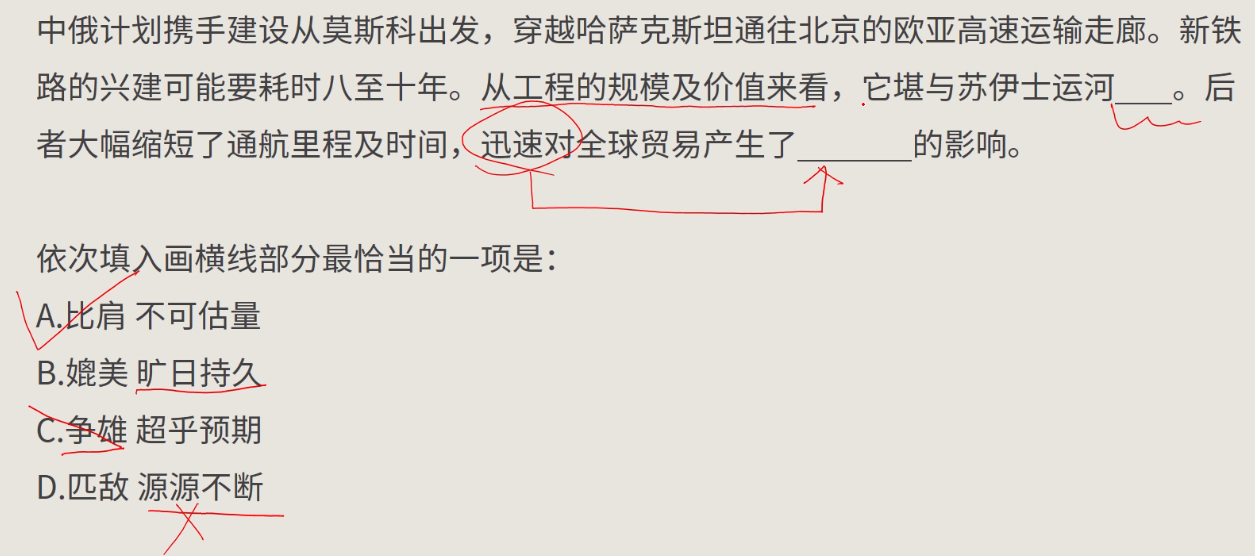 中俄计划携手建设从莫斯科出发，穿越哈萨克斯坦通往北京的欧亚高速运输走廊。新铁
路的兴建可能要耗时八至十年。从工程的规模及价值来看，它堪与苏伊士运河____。后
者大幅缩短了通航里程及时间，迅速对全球贸易产生了________的影响。
依次填入画横线部分最恰当的一项是：
A.比肩 不可估量
B.媲美 旷日持久
C.争雄 超乎预期
D.匹敌 源源不断